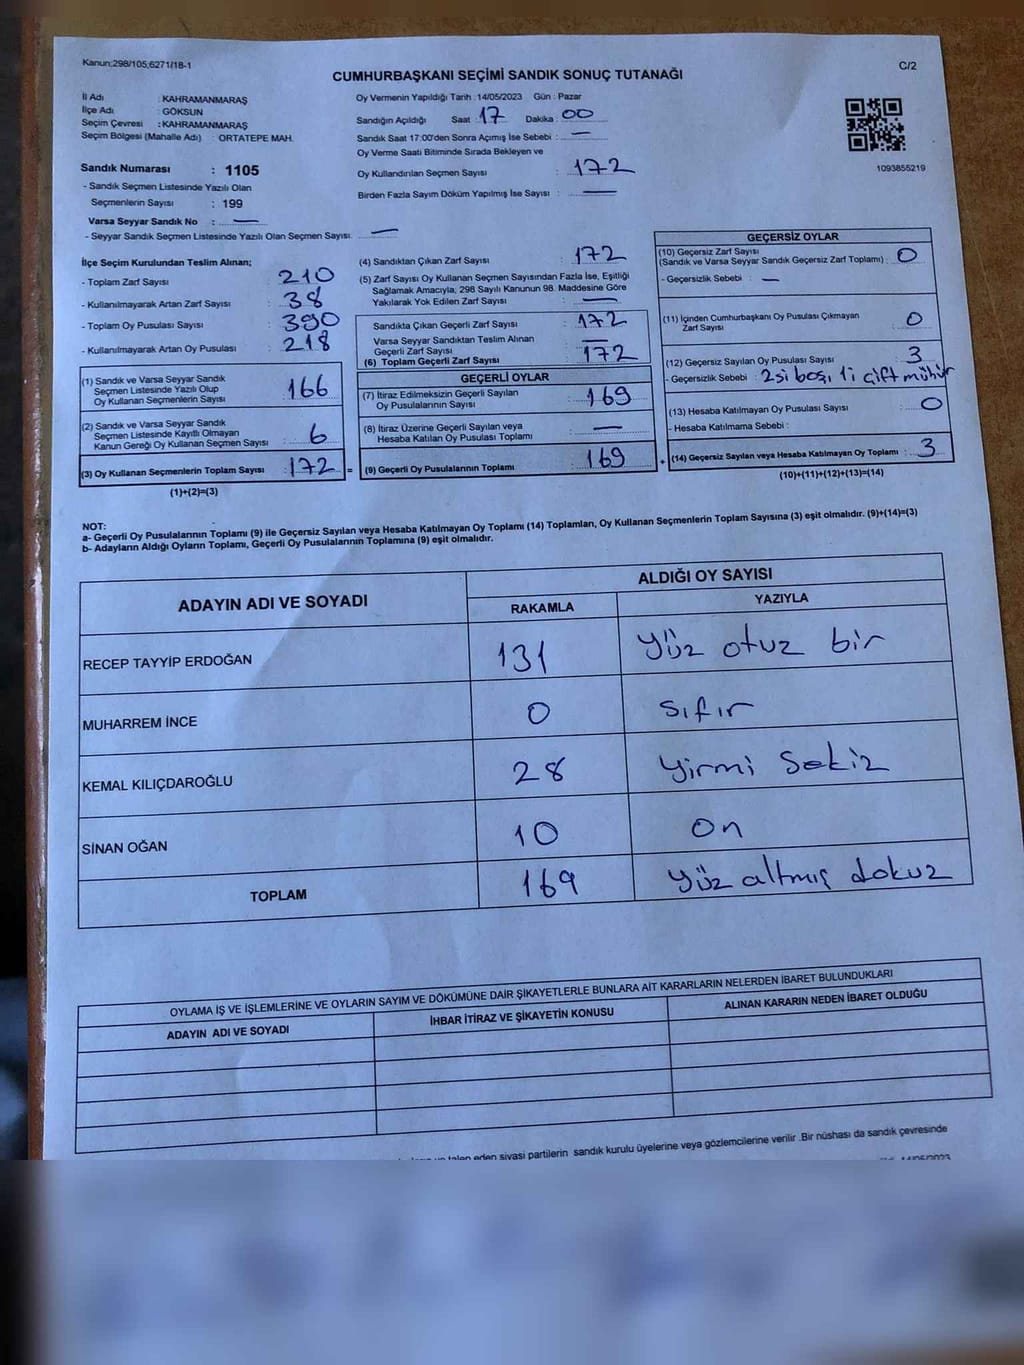 Kanun;298/105,6271/18-1
C/2
CUMHURBAŞKANI SEÇİMİ SANDIK SONUÇ TUTANAĞI
İl Adı : KAHRAMANMARAŞ
İlçe Adı : GÖKSUN
Seçim Çevresi : KAHRAMANMARAŞ
Seçim Bölgesi (Mahalle Adı) : ORTATEPE MAH.
Sandık Numarası : 1105
- Sandık Seçmen Listesinde Yazılı Olan
Seçmenlerin Sayısı : 199
Varsa Seyyar Sandık No : —
- Seyyar Sandık Seçmen Listesinde Yazılı Olan Seçmen Sayısı: —
Oy Vermenin Yapıldığı Tarih : 14/05/2023 Gün : Pazar
Sandığın Açıldığı Saat : 17 Dakika : 00
Sandık Saat 17:00'den Sonra Açımış İse Sebebi : —
Oy Verme Saati Bitiminde Sırada Bekleyen ve
Oy Kullandırılan Seçmen Sayısı : 172
Birden Fazla Sayım Döküm Yapılmış İse Sayısı : —
1093855219
İlçe Seçim Kurulundan Teslim Alınan;
- Toplam Zarf Sayısı : 210
- Kullanılmayarak Artan Zarf Sayısı : 38
- Toplam Oy Pusulası Sayısı : 390
- Kullanılmayarak Artan Oy Pusulası : 218
(1) Sandık ve Varsa Seyyar Sandık
Seçmen Listesinde Yazılı Olup
Oy Kullanan Seçmenlerin Sayısı : 166
(2) Sandık ve Varsa Seyyar Sandık
Seçmen Listesinde Kayıtlı Olmayan
Kanun Gereği Oy Kullanan Seçmen Sayısı : 6
(3) Oy Kullanan Seçmenlerin Toplam Sayısı : 172 =
(1)+(2)=(3)
(4) Sandıktan Çıkan Zarf Sayısı : 172
(5) Zarf Sayısı Oy Kullanan Seçmen Sayısından Fazla İse, Eşitliği
Sağlamak Amacıyla, 298 Sayılı Kanunun 98. Maddesine Göre
Yakılarak Yok Edilen Zarf Sayısı : —
Sandıkta Çıkan Geçerli Zarf Sayısı : 172
Varsa Seyyar Sandıktan Teslim Alınan
Geçerli Zarf Sayısı : —
(6) Toplam Geçerli Zarf Sayısı : 172
GEÇERLİ OYLAR
(7) İtiraz Edilmeksizin Geçerli Sayılan
Oy Pusulalarının Sayısı : 169
(8) İtiraz Üzerine Geçerli Sayılan veya
Hesaba Katılan Oy Pusulası Toplamı : —
(9) Geçerli Oy Pusulalarının Toplamı : 169 +
GEÇERSİZ OYLAR
(10) Geçersiz Zarf Sayısı
(Sandık ve Varsa Seyyar Sandık Geçersiz Zarf Toplamı) : 0
- Geçersizlik Sebebi : —
(11) İçinden Cumhurbaşkanı Oy Pusulası Çıkmayan
Zarf Sayısı : 0
(12) Geçersiz Sayılan Oy Pusulası Sayısı : 3
- Geçersizlik Sebebi : 2si boş 1i çift mühür
(13) Hesaba Katılmayan Oy Pusulası Sayısı : 0
- Hesaba Katılmama Sebebi :
(14) Geçersiz Sayılan veya Hesaba Katılmayan Oy Toplamı : 3
(10)+(11)+(12)+(13)=(14)
NOT:
a- Geçerli Oy Pusulalarının Toplamı (9) ile Geçersiz Sayılan veya Hesaba Katılmayan Oy Toplamı (14) Toplamları, Oy Kullanan Seçmenlerin Toplam Sayısına (3) eşit olmalıdır. (9)+(14)=(3)
b- Adayların Aldığı Oyların Toplamı, Geçerli Oy Pusulalarının Toplamına (9) eşit olmalıdır.
ADAYIN ADI VE SOYADI
ALDIĞI OY SAYISI
RAKAMLA YAZIYLA
RECEP TAYYİP ERDOĞAN 131 Yüz otuz bir
MUHARREM İNCE 0 Sıfır
KEMAL KILIÇDAROĞLU 28 Yirmi Sekiz
SİNAN OĞAN 10 On
TOPLAM 169 Yüz altmış dokuz
OYLAMA İŞ VE İŞLEMLERİNE VE OYLARIN SAYIM VE DÖKÜMÜNE DAİR ŞİKAYETLERLE BUNLARA AİT KARARLARIN NELERDEN İBARET BULUNDUKLARI
ADAYIN ADI VE SOYADI İHBAR İTİRAZ VE ŞİKAYETİN KONUSU ALINAN KARARIN NEDEN İBARET OLDUĞU
eden siyasi partilerin sandık kurulu üyelerine veya gözlemcilerine verilir .Bir nüshası da sandık çevresinde
14/05/2023